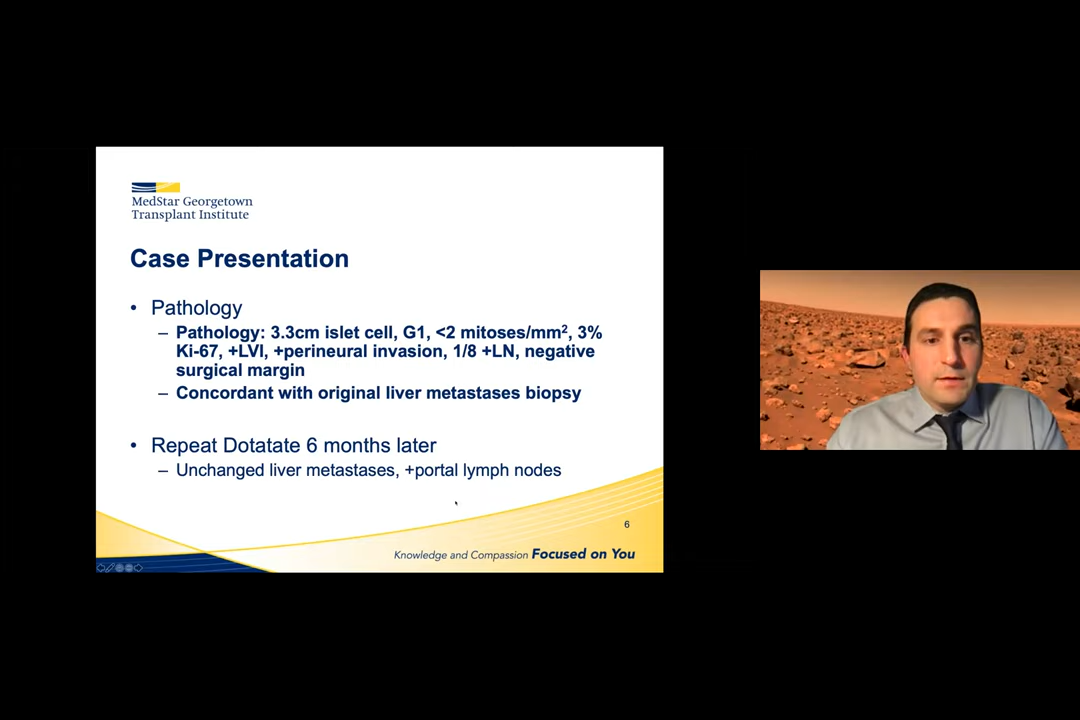 MedStar Georgetown
Transplant Institute
Case Presentation
• Pathology
– Pathology: 3.3cm islet cell, G1, <2 mitoses/mm², 3%
Ki-67, +LVI, +perineural invasion, 1/8 +LN, negative
surgical margin
– Concordant with original liver metastases biopsy
• Repeat Dotatate 6 months later
– Unchanged liver metastases, +portal lymph nodes
6
Knowledge and Compassion Focused on You